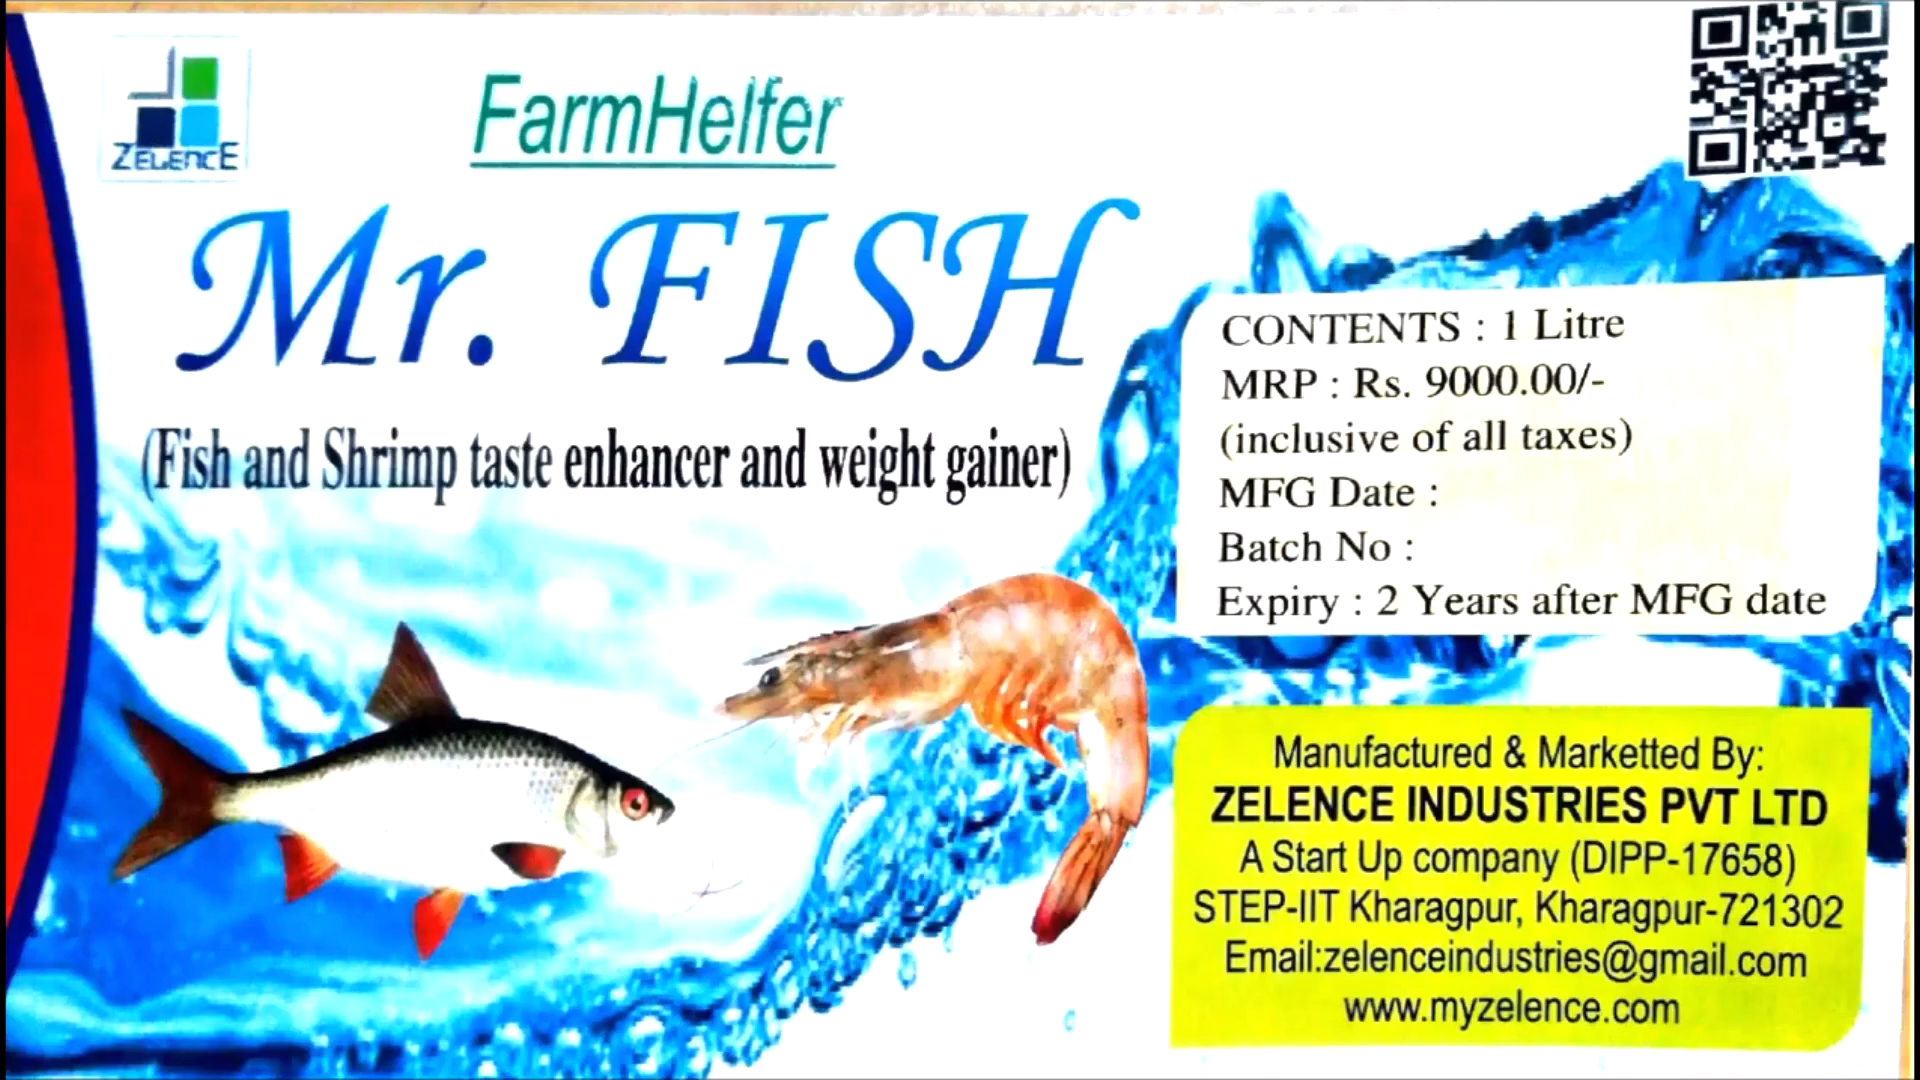 ZELENCE
FarmHelfer
Mr. FISH
(Fish and Shrimp taste enhancer and weight gainer)
CONTENTS : 1 Litre
MRP : Rs. 9000.00/-
(inclusive of all taxes)
MFG Date :
Batch No :
Expiry : 2 Years after MFG date
Manufactured & Marketted By:
ZELENCE INDUSTRIES PVT LTD
A Start Up company (DIPP-17658)
STEP-IIT Kharagpur, Kharagpur-721302
Email:zelenceindustries@gmail.com
www.myzelence.com